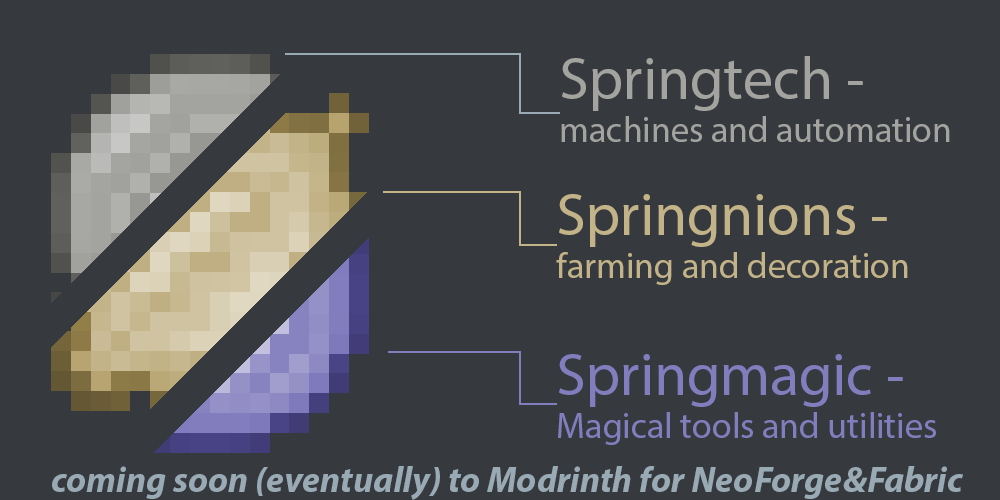 Springtech -
machines and automation
Springnions -
farming and decoration
Springmagic -
Magical tools and utilities
coming soon (eventually) to Modrinth for NeoForge&Fabric